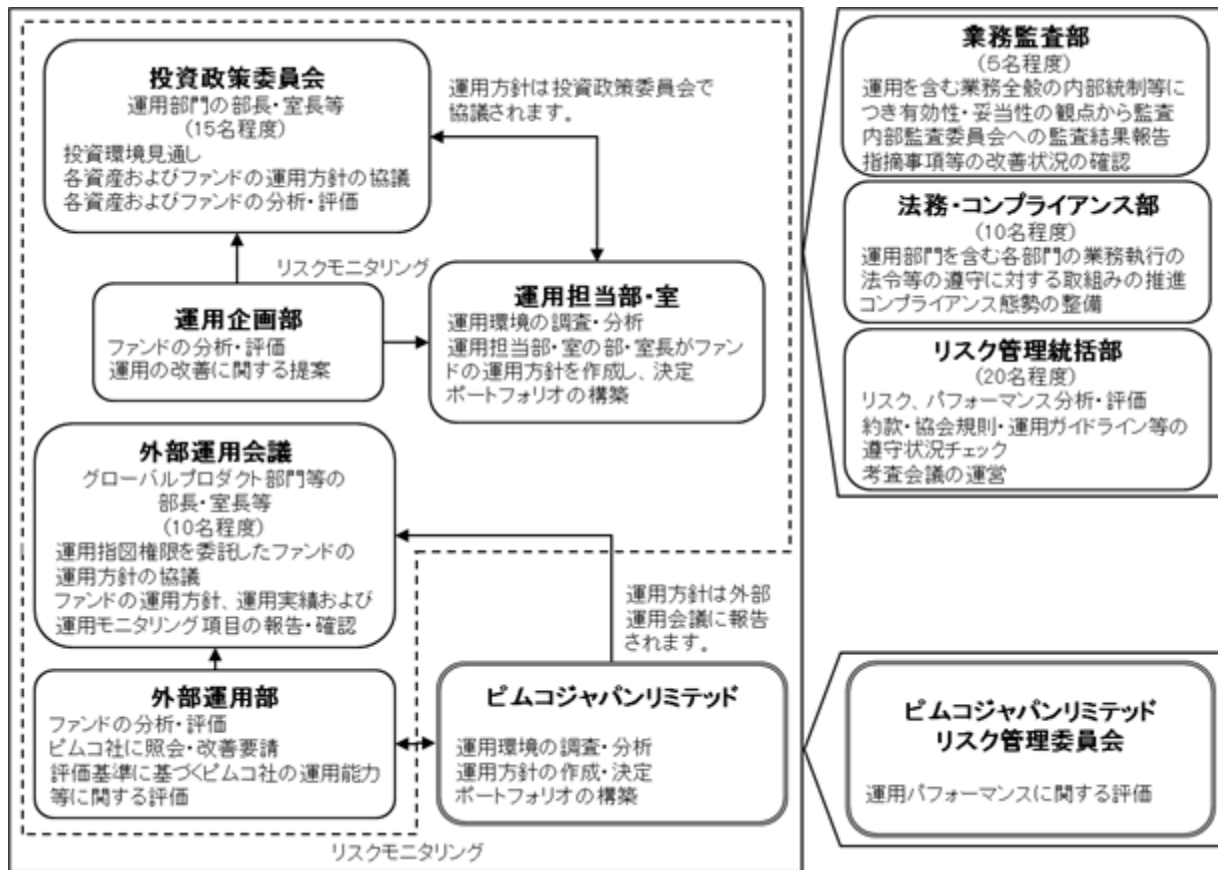 投資政策委員会
運用部門の部長・室長等
(15名程度)
投資環境見通し
各資産およびファンドの運用方針の協議
各資産およびファンドの分析・評価
運用方針は投資政策委員会で
協議されます。
リスクモニタリング
運用企画部
ファンドの分析・評価
運用の改善に関する提案
運用担当部・室
運用環境の調査・分析
運用担当部・室の部・室長がファン
ドの運用方針を作成し、決定
ポートフォリオの構築
外部運用会議
グローバルプロダクト部門等の
部長・室長等
(10名程度)
運用指図権限を委託したファンドの
運用方針の協議
ファンドの運用方針、運用実績および
運用モニタリング項目の報告・確認
運用方針は外部
運用会議に報告
されます。
外部運用部
ファンドの分析・評価
ピムコ社に照会・改善要請
評価基準に基づくピムコ社の運用能力
等に関する評価
ピムコジャパンリミテッド
運用環境の調査・分析
運用方針の作成・決定
ポートフォリオの構築
リスクモニタリング
業務監査部
(5名程度)
運用を含む業務全般の内部統制等に
つき有効性・妥当性の観点から監査
内部監査委員会への監査結果報告
指摘事項等の改善状況の確認
法務・コンプライアンス部
(10名程度)
運用部門を含む各部門の業務執行の
法令等の遵守に対する取組みの推進
コンプライアンス態勢の整備
リスク管理統括部
(20名程度)
リスク、パフォーマンス分析・評価
約款・協会規則・運用ガイドライン等の
遵守状況チェック
考査会議の運営
ピムコジャパンリミテッド
リスク管理委員会
運用パフォーマンスに関する評価